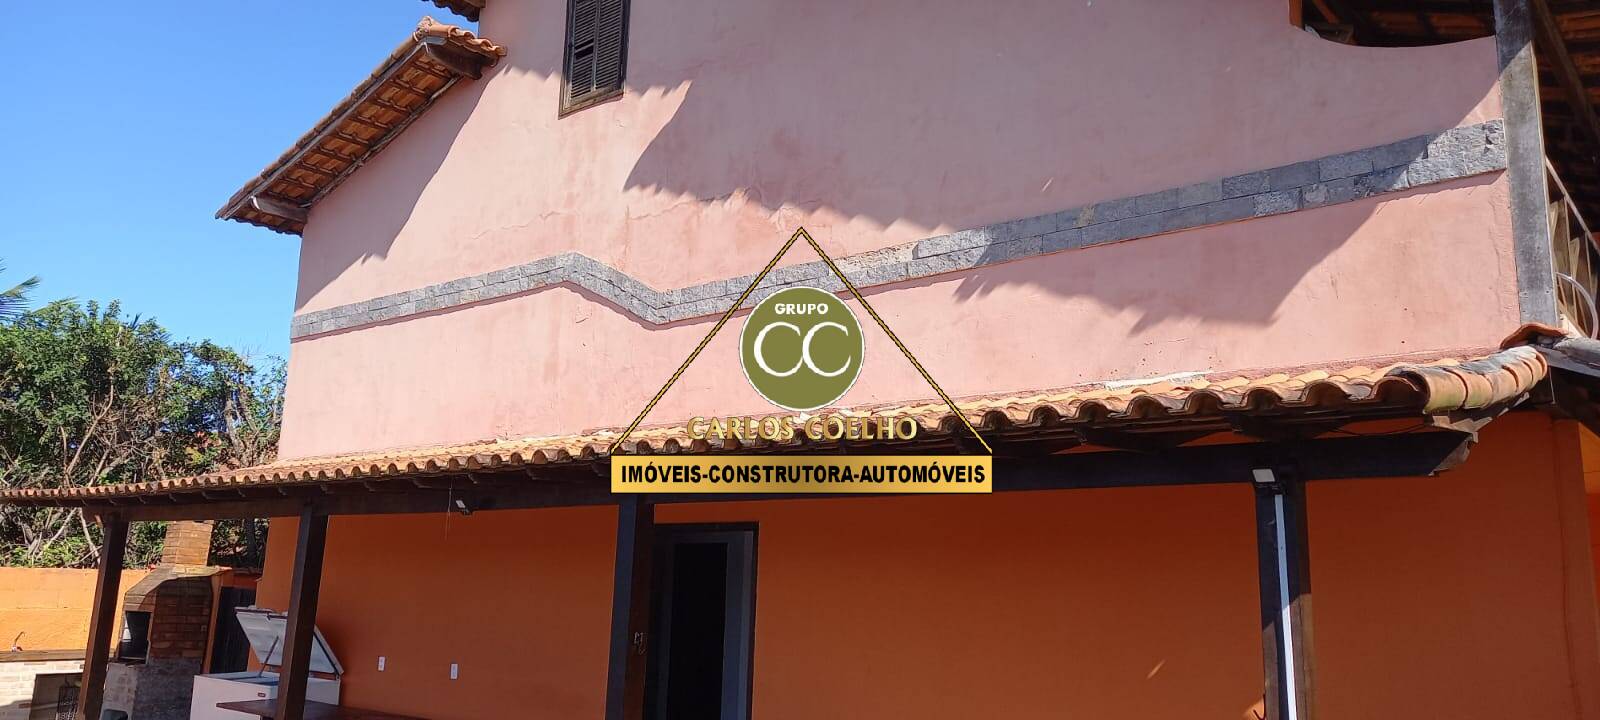 GRUPO
CC
CARLOS COELHO
IMÓVEIS-CONSTRUTORA-AUTOMÓVEIS